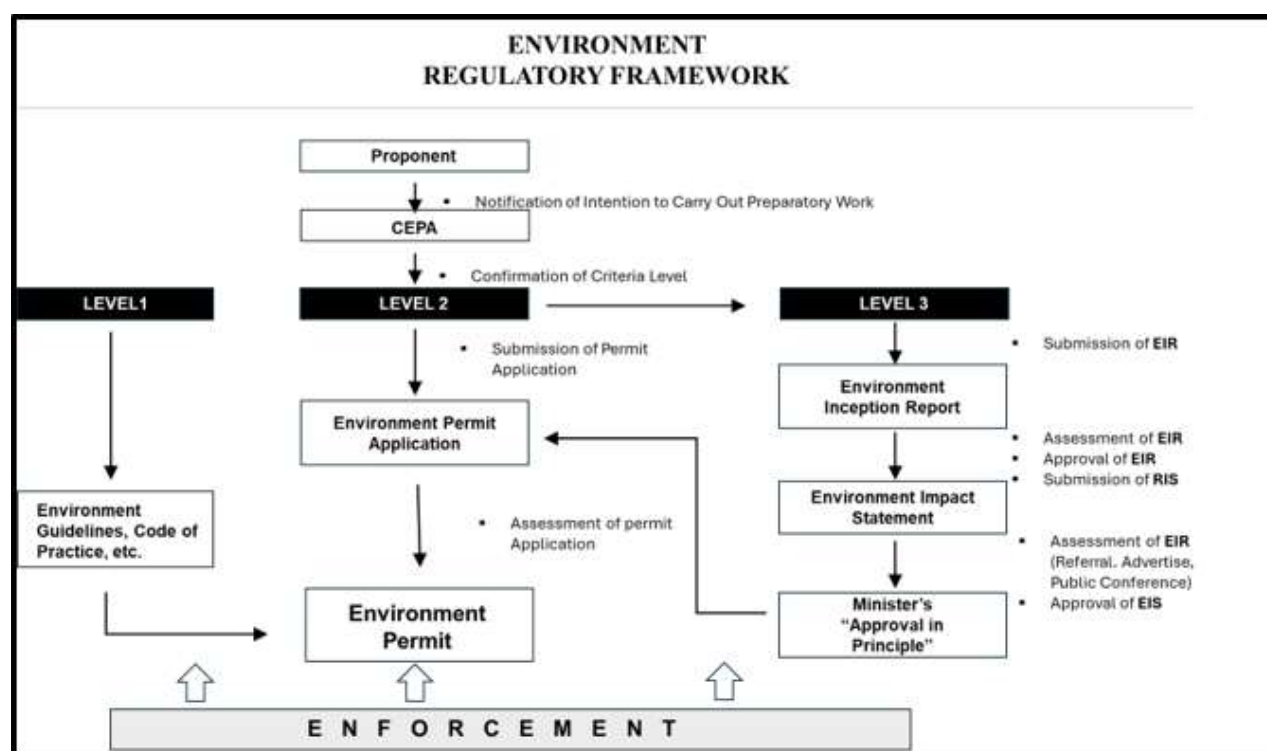 ENVIRONMENT
REGULATORY FRAMEWORK
Proponent
▪ Notification of Intention to Carry Out Preparatory Work
CEPA
▪ Confirmation of Criteria Level
LEVEL1
LEVEL 2
LEVEL 3
▪ Submission of Permit
Application
▪ Submission of EIR
Environment Permit
Application
Environment
Inception Report
▪ Assessment of EIR
▪ Approval of EIR
▪ Submission of RIS
Environment
Guidelines, Code of
Practice, etc.
▪ Assessment of permit
Application
Environment Impact
Statement
▪ Assessment of EIR
(Referral. Advertise,
Public Conference)
▪ Approval of EIS
Environment
Permit
Minister's
"Approval in
Principle"
E N F O R C E M E N T